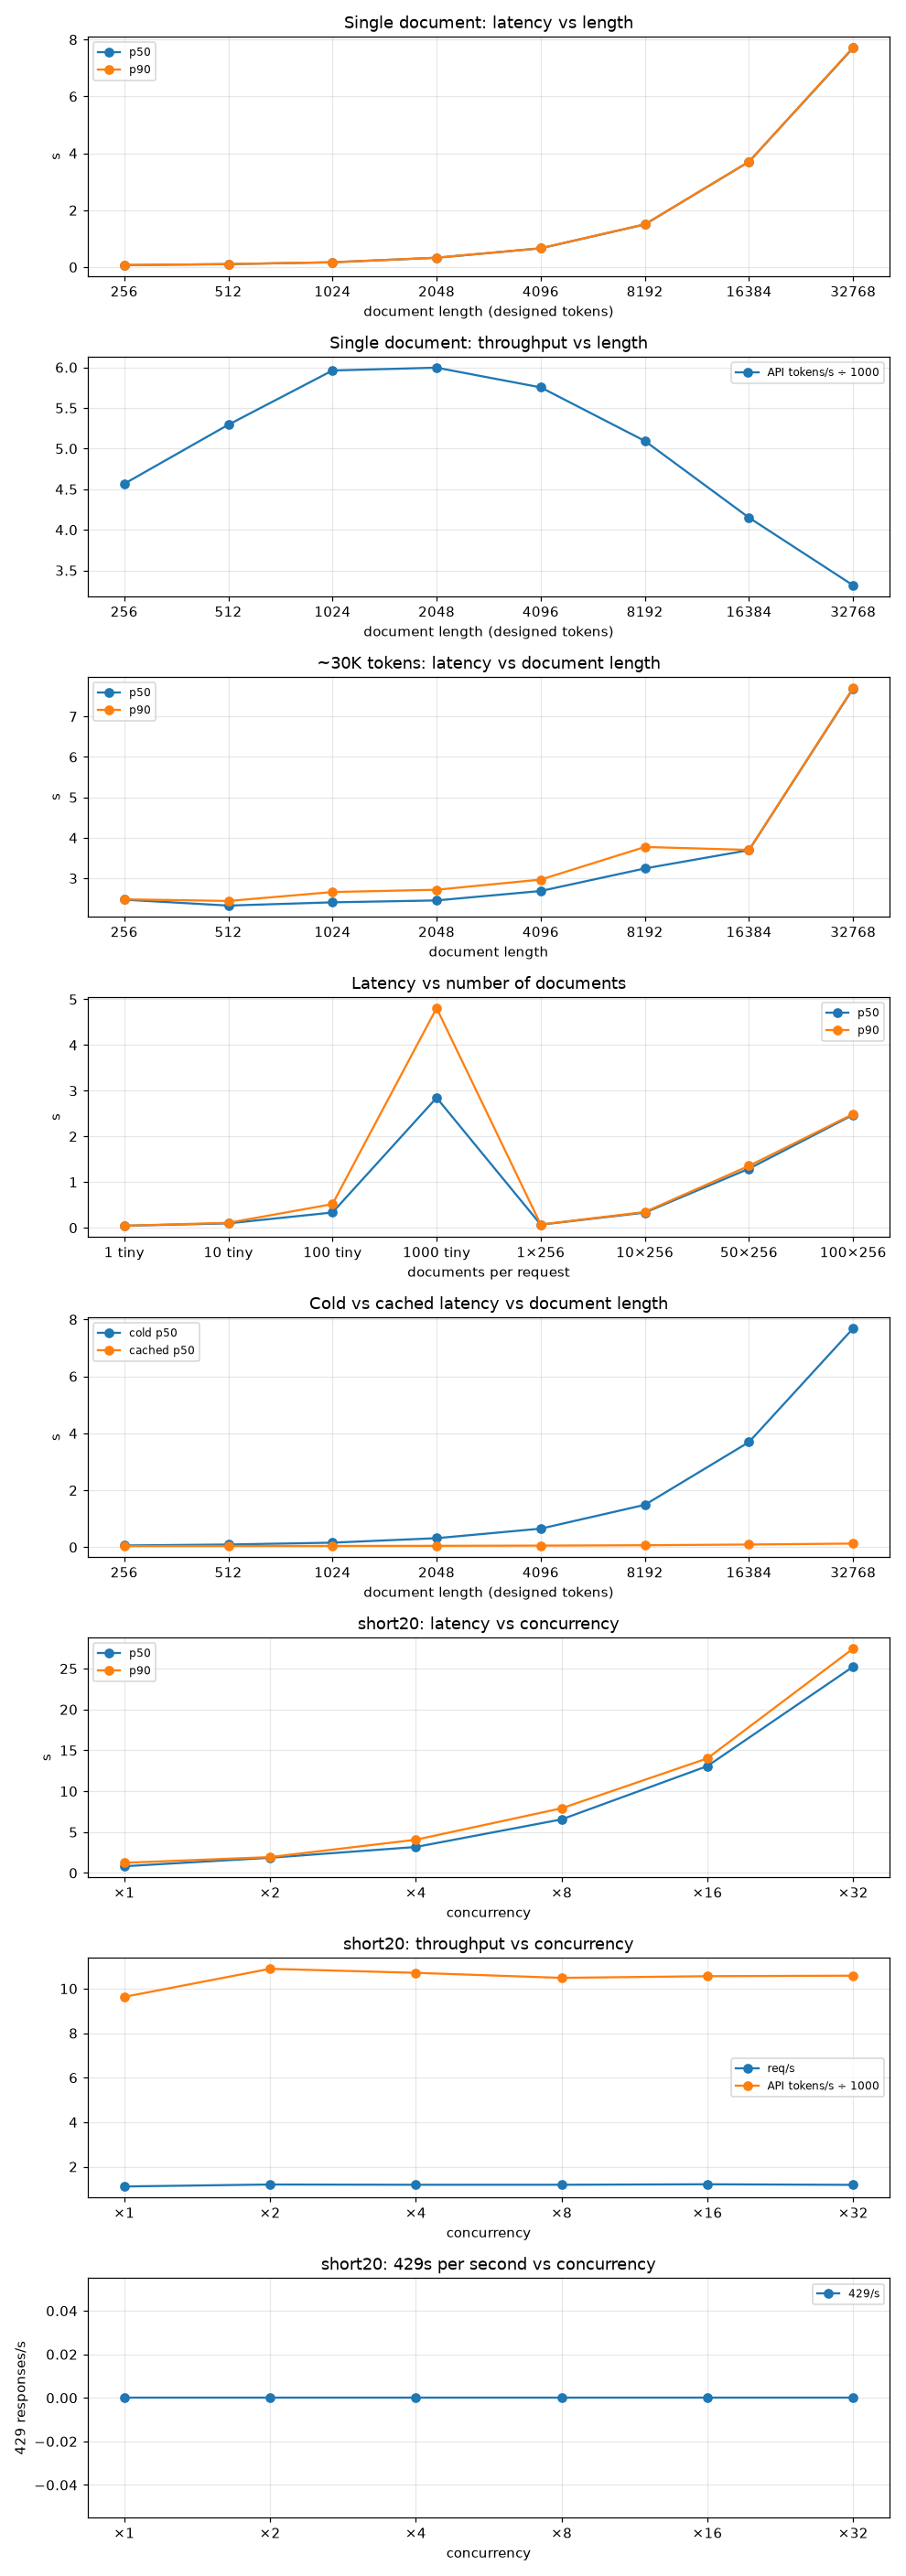 Single document: latency vs length
p50
p90
8
6
4
2
0
s
256 512 1024 2048 4096 8192 16384 32768
document length (designed tokens)
Single document: throughput vs length
API tokens/s ÷ 1000
6.0
5.5
5.0
4.5
4.0
3.5
256 512 1024 2048 4096 8192 16384 32768
document length (designed tokens)
~30K tokens: latency vs document length
p50
p90
7
6
5
4
3
s
256 512 1024 2048 4096 8192 16384 32768
document length
Latency vs number of documents
p50
p90
5
4
3
2
1
0
s
1 tiny 10 tiny 100 tiny 1000 tiny 1×256 10×256 50×256 100×256
documents per request
Cold vs cached latency vs document length
cold p50
cached p50
8
6
4
2
0
s
256 512 1024 2048 4096 8192 16384 32768
document length (designed tokens)
short20: latency vs concurrency
p50
p90
25
20
15
10
5
0
s
×1 ×2 ×4 ×8 ×16 ×32
concurrency
short20: throughput vs concurrency
10
8
6
4
2
req/s
API tokens/s ÷ 1000
×1 ×2 ×4 ×8 ×16 ×32
concurrency
short20: 429s per second vs concurrency
429/s
0.04
0.02
0.00
−0.02
−0.04
429 responses/s
×1 ×2 ×4 ×8 ×16 ×32
concurrency